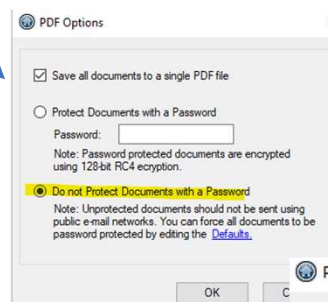 PDF Options
Save all documents to a single PDF file
Protect Documents with a Password
Password:
Note: Password protected documents are encrypted
using 128-bit RC4 ecryption.
Do not Protect Documents with a Password
Note: Unprotected documents should not be sent using
public e-mail networks. You can force all documents to be
password protected by editing the Defaults.
OK